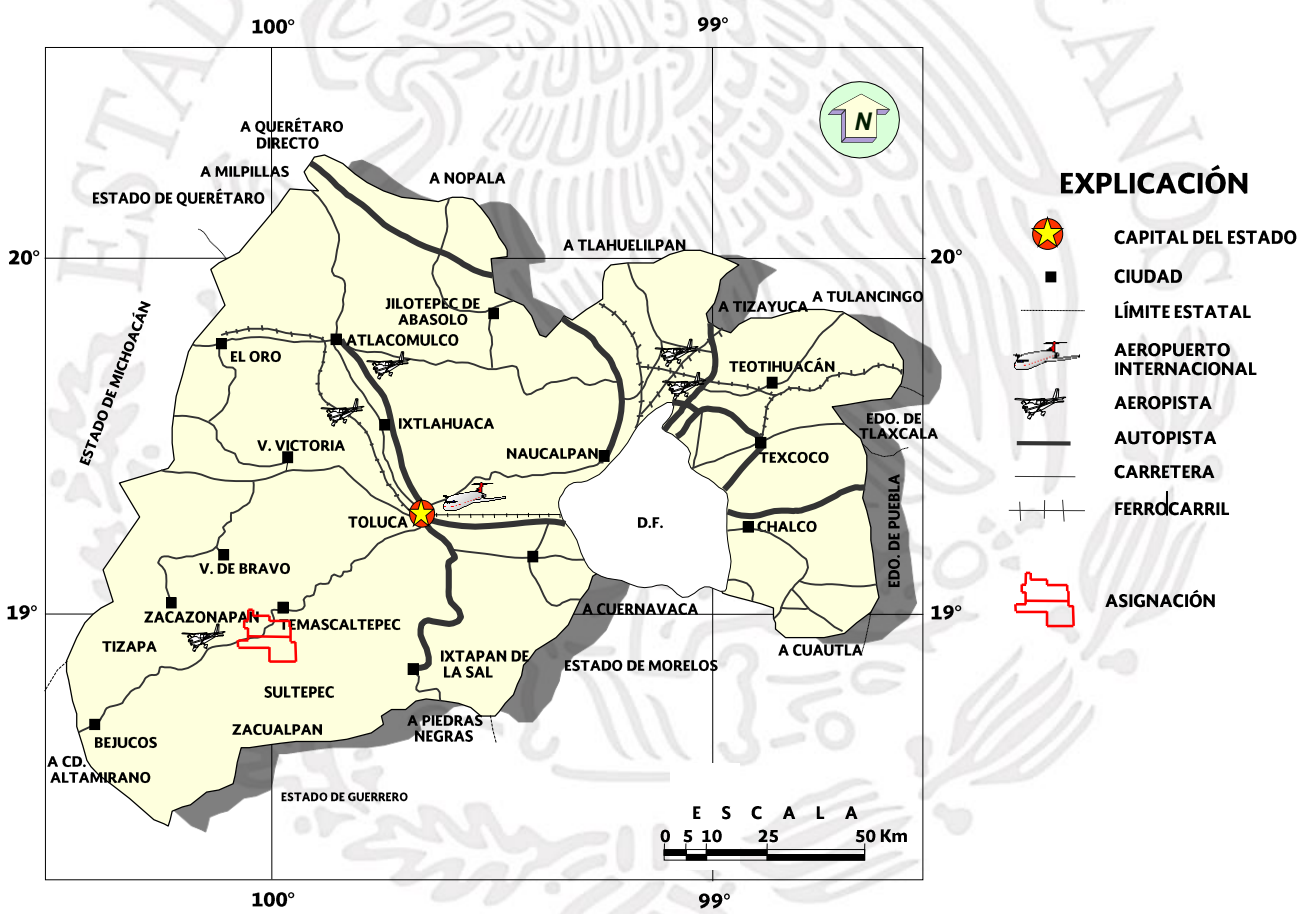 ESTAD
CANOS
100°
99°
A QUERÉTARO
DIRECTO
A MILPILLAS
ESTADO DE QUERÉTARO
A NOPALA
N
EXPLICACIÓN
CAPITAL DEL ESTADO
CIUDAD
LÍMITE ESTATAL
AEROPUERTO
INTERNACIONAL
AEROPISTA
AUTOPISTA
CARRETERA
FERROCARRIL
ASIGNACIÓN
20°
A TLAHUELILPAN
20°
A TIZAYUCA
A TULANCINGO
JILOTEPEC DE
ABASOLO
ATLACOMULCO
EL ORO
TEOTIHUACÁN
ESTADO DE MICHOACÁN
IXTLAHUACA
EDO. DE
TLAXCALA
V. VICTORIA
NAUCALPAN
TEXCOCO
TOLUCA
D.F.
CHALCO
EDO. DE PUEBLA
V. DE BRAVO
19°
ZACAZONAPAN
TEMASCALTEPEC
A CUERNAVACA
19°
TIZAPA
IXTAPAN DE
LA SAL
ESTADO DE MORELOS
A CUAUTLA
SULTEPEC
ZACUALPAN
A PIEDRAS
NEGRAS
BEJUCOS
A CD.
ALTAMIRANO
ESTADO DE GUERRERO
E S C A L A
0 5 10 25 50 Km
100°
99°